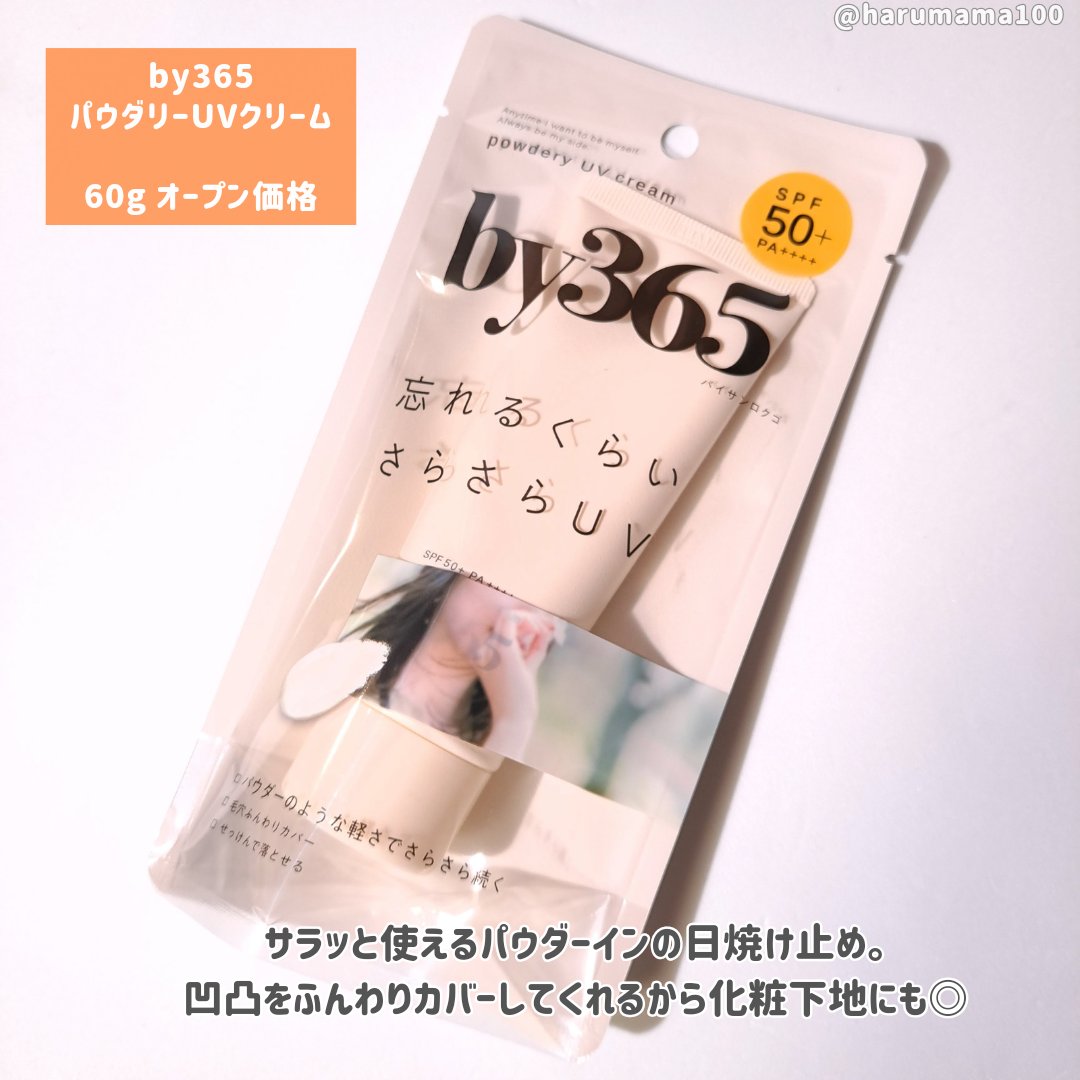 @harumama100
by365
パウダリーUVクリーム
60g オープン価格
Anytime I want to be myself.
Always be my side.
powdery UV cream
SPF
50+
PA++++
by365
バイサンロクゴ
忘れるくらい
さらさらUV
SPF50+ PA++++
パウダーのような軽さでさらさら続く
毛穴ふんわりカバー
せっけんで落とせる
サラッと使えるパウダーインの日焼け止め。
凹凸をふんわりカバーしてくれるから化粧下地にも◎